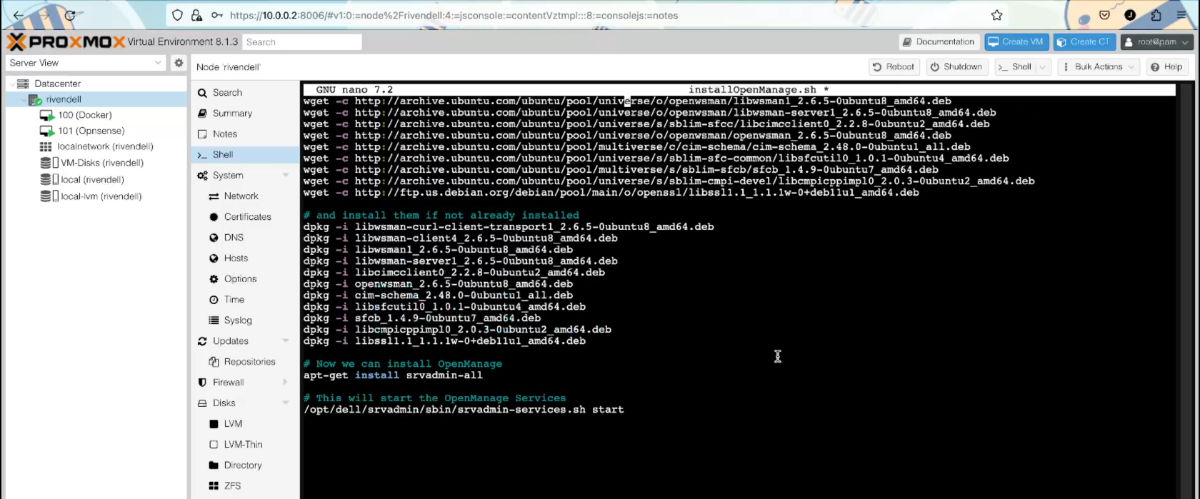 https://10.0.0.2:8006/#v1:0:=node%2Frivendell:4:=jsconsole:=contentVztmpl:::8:=consolejs:=notes
PROXMOX Virtual Environment 8.1.3 Search
Documentation Create VM Create CT root@pam
Server View
Node 'rivendell'
Reboot Shutdown Shell Bulk Actions Help
Datacenter
rivendell
100 (Docker)
101 (Opnsense)
localnetwork (rivendell)
VM-Disks (rivendell)
local (rivendell)
local-lvm (rivendell)
Search
Summary
Notes
Shell
System
Network
Certificates
DNS
Hosts
Options
Time
Syslog
Updates
Repositories
Firewall
Disks
LVM
LVM-Thin
Directory
ZFS
GNU nano 7.2 installOpenManage.sh *
wget -c http://archive.ubuntu.com/ubuntu/pool/universe/o/openwsman/libwsman1_2.6.5-0ubuntu8_amd64.deb
wget -c http://archive.ubuntu.com/ubuntu/pool/universe/o/openwsman/libwsman-server1_2.6.5-0ubuntu8_amd64.deb
wget -c http://archive.ubuntu.com/ubuntu/pool/universe/s/sblim-sfcc/libcimcclient0_2.2.8-0ubuntu2_amd64.deb
wget -c http://archive.ubuntu.com/ubuntu/pool/universe/o/openwsman/openwsman_2.6.5-0ubuntu8_amd64.deb
wget -c http://archive.ubuntu.com/ubuntu/pool/multiverse/c/cim-schema/cim-schema_2.48.0-0ubuntu1_all.deb
wget -c http://archive.ubuntu.com/ubuntu/pool/universe/s/sblim-sfc-common/libsfcutil0_1.0.1-0ubuntu4_amd64.deb
wget -c http://archive.ubuntu.com/ubuntu/pool/multiverse/s/sblim-sfcb/sfcb_1.4.9-0ubuntu7_amd64.deb
wget -c http://archive.ubuntu.com/ubuntu/pool/universe/s/sblim-cmpi-devel/libcmpicppimpl0_2.0.3-0ubuntu2_amd64.deb
wget -c http://ftp.us.debian.org/debian/pool/main/o/openssl/libssl1.1_1.1.1w-0+deb11u1_amd64.deb
# and install them if not already installed
dpkg -i libwsman-curl-client-transport1_2.6.5-0ubuntu8_amd64.deb
dpkg -i libwsman-client4_2.6.5-0ubuntu8_amd64.deb
dpkg -i libwsman1_2.6.5-0ubuntu8_amd64.deb
dpkg -i libwsman-server1_2.6.5-0ubuntu8_amd64.deb
dpkg -i libcimcclient0_2.2.8-0ubuntu2_amd64.deb
dpkg -i openwsman_2.6.5-0ubuntu8_amd64.deb
dpkg -i cim-schema_2.48.0-0ubuntu1_all.deb
dpkg -i libsfcutil0_1.0.1-0ubuntu4_amd64.deb
dpkg -i sfcb_1.4.9-0ubuntu7_amd64.deb
dpkg -i libcmpicppimpl0_2.0.3-0ubuntu2_amd64.deb
dpkg -i libssl1.1_1.1.1w-0+deb11u1_amd64.deb
# Now we can install OpenManage
apt-get install srvadmin-all
# This will start the OpenManage Services
/opt/dell/srvadmin/sbin/srvadmin-services.sh start